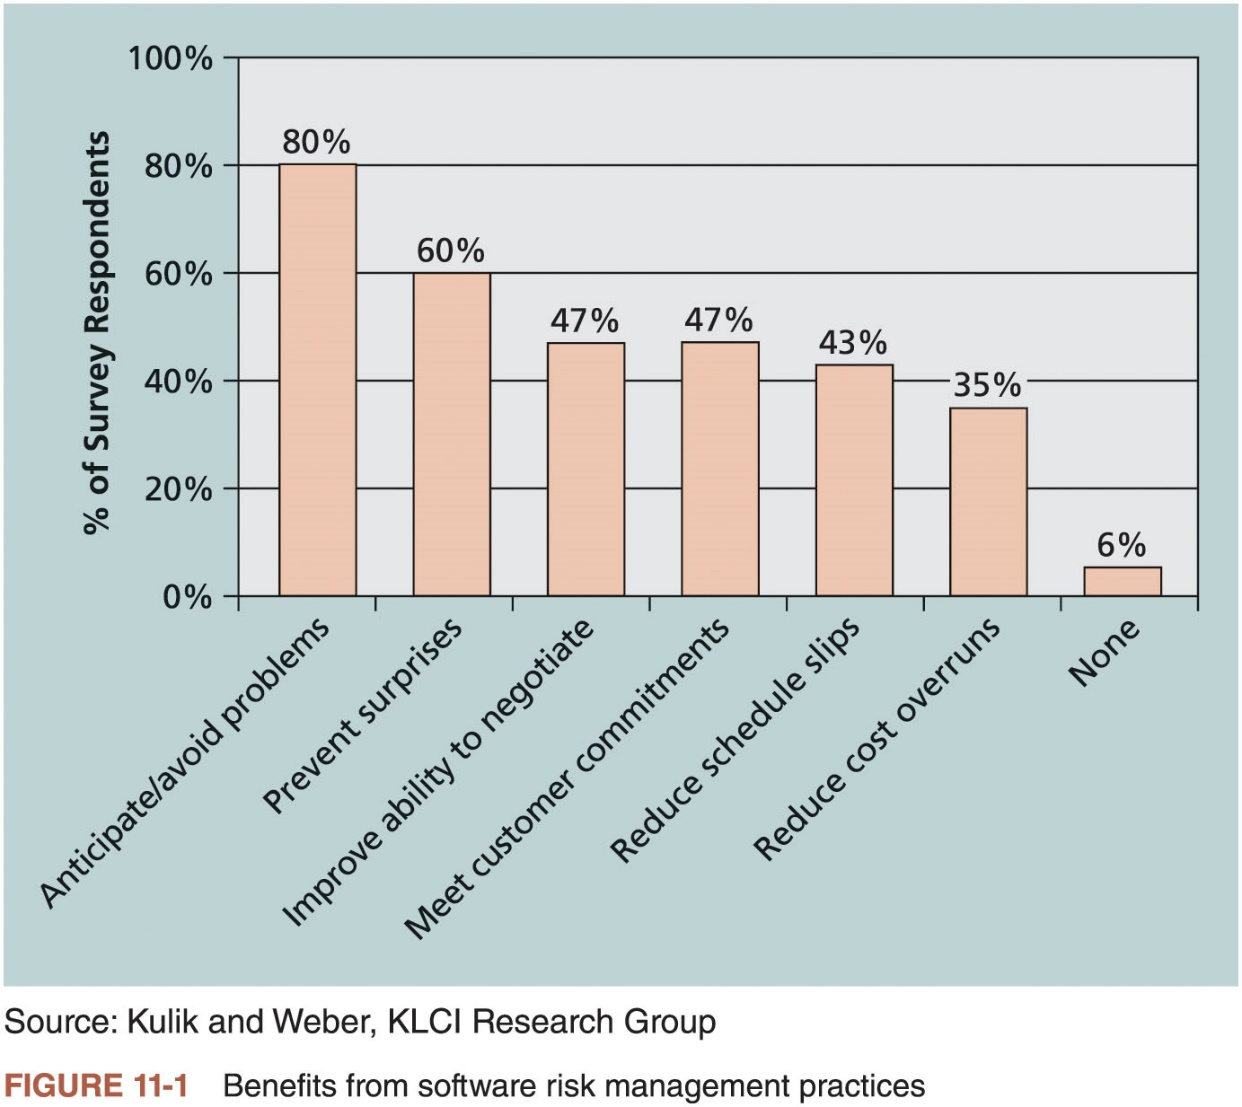 100%
80%
60%
40%
20%
0%
% of Survey Respondents
80%
60%
47%
47%
43%
35%
6%
Anticipate/avoid problems
Prevent surprises
Improve ability to negotiate
Meet customer commitments
Reduce schedule slips
Reduce cost overruns
None
Source: Kulik and Weber, KLCI Research Group
FIGURE 11-1 Benefits from software risk management practices